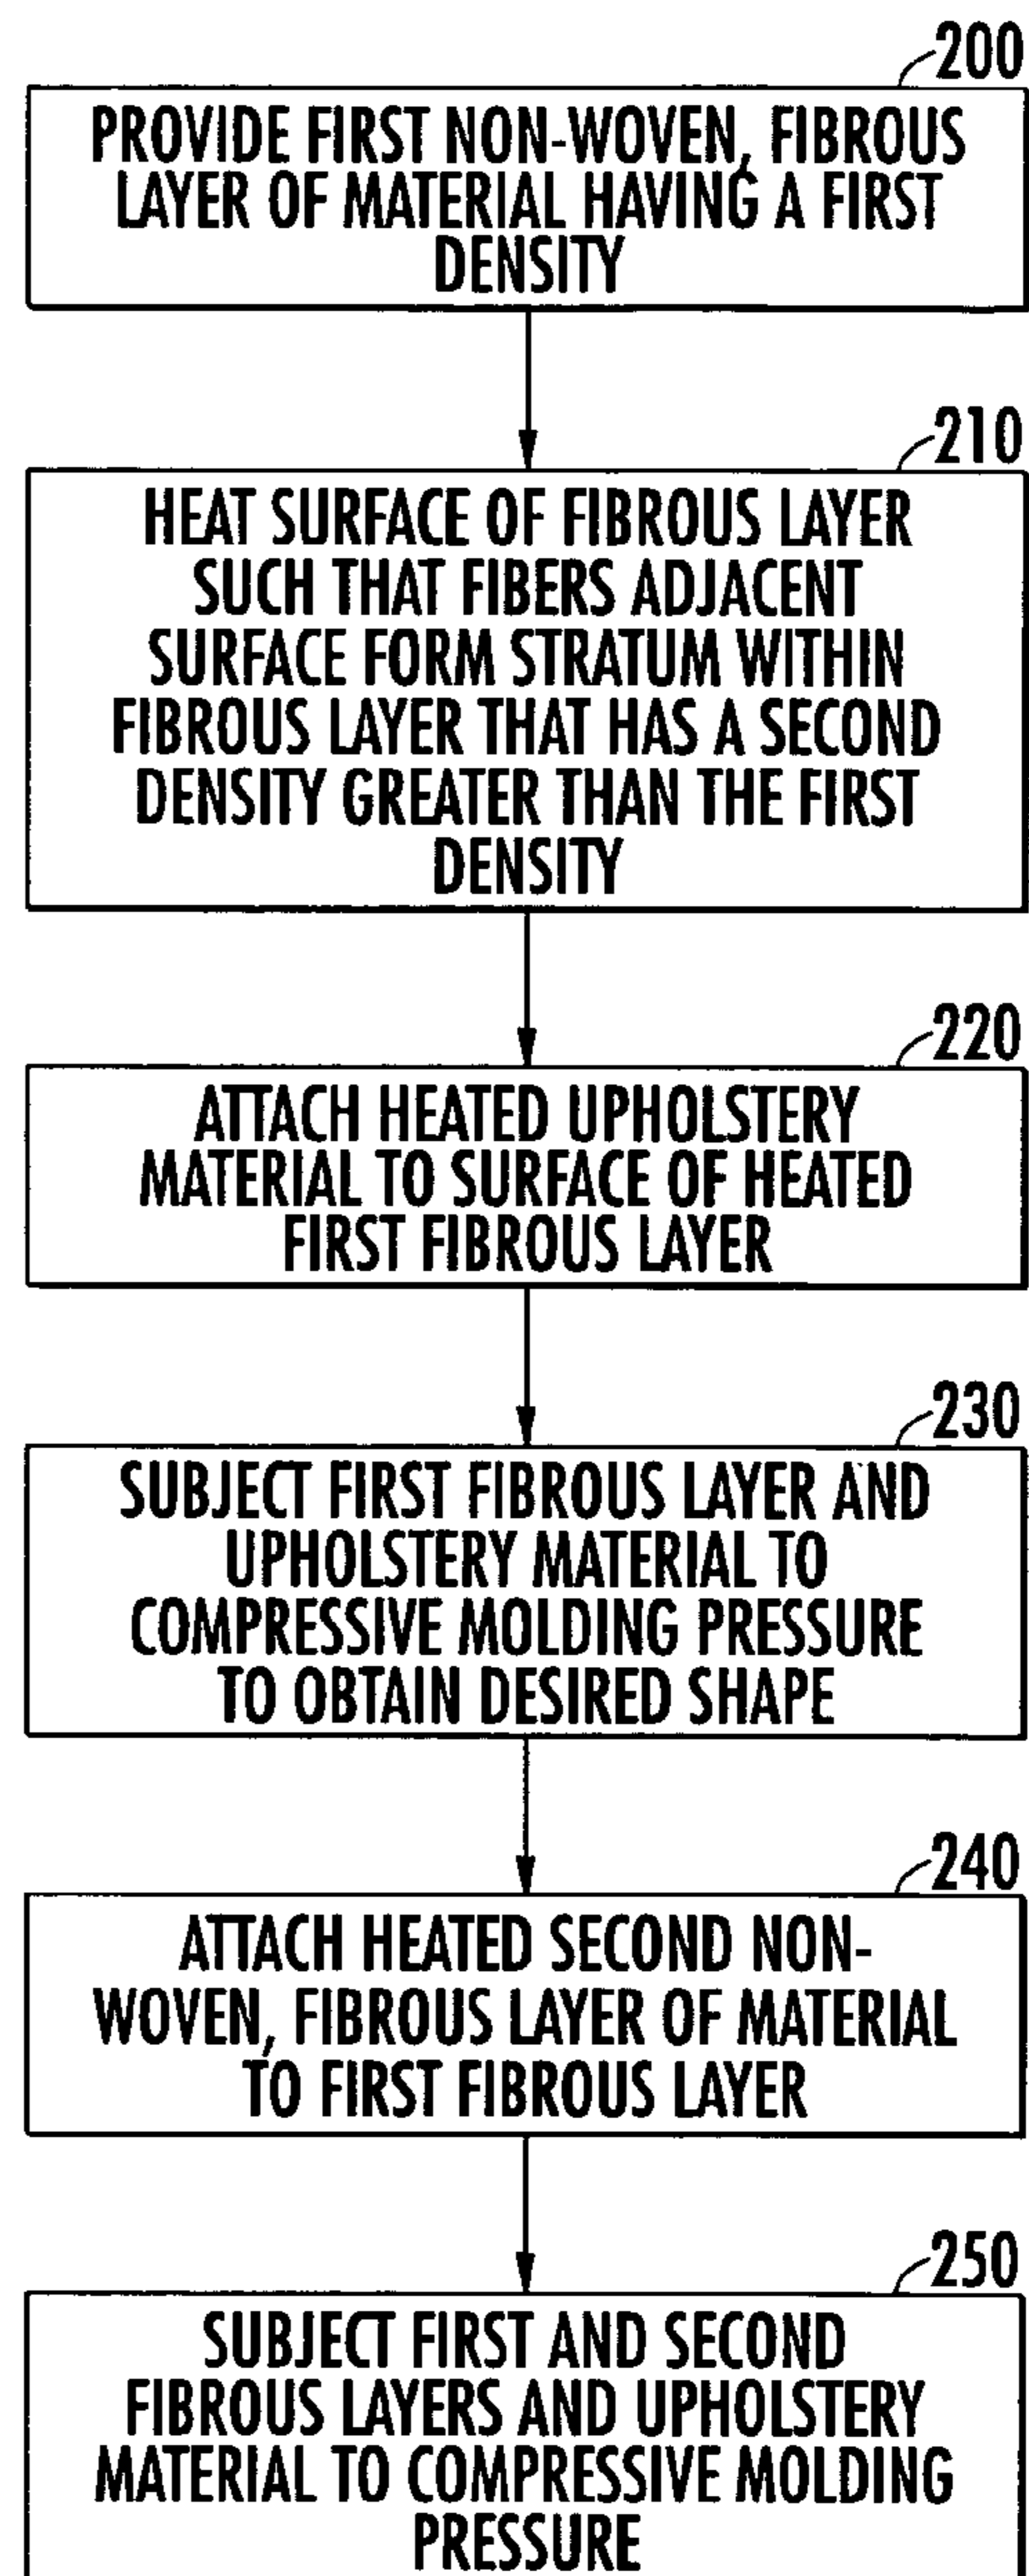 200
PROVIDE FIRST NON-WOVEN, FIBROUS
LAYER OF MATERIAL HAVING A FIRST
DENSITY
210
HEAT SURFACE OF FIBROUS LAYER
SUCH THAT FIBERS ADJACENT
SURFACE FORM STRATUM WITHIN
FIBROUS LAYER THAT HAS A SECOND
DENSITY GREATER THAN THE FIRST
DENSITY
220
ATTACH HEATED UPHOLSTERY
MATERIAL TO SURFACE OF HEATED
FIRST FIBROUS LAYER
230
SUBJECT FIRST FIBROUS LAYER AND
UPHOLSTERY MATERIAL TO
COMPRESSIVE MOLDING PRESSURE
TO OBTAIN DESIRED SHAPE
240
ATTACH HEATED SECOND NON-
WOVEN, FIBROUS LAYER OF MATERIAL
TO FIRST FIBROUS LAYER
250
SUBJECT FIRST AND SECOND
FIBROUS LAYERS AND UPHOLSTERY
MATERIAL TO COMPRESSIVE MOLDING
PRESSURE